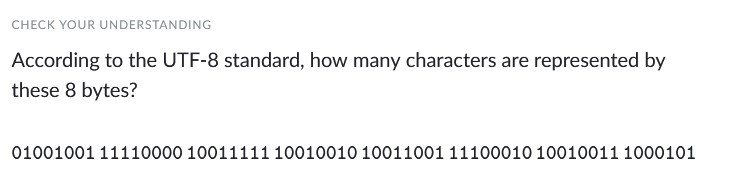 CHECK YOUR UNDERSTANDING
According to the UTF-8 standard, how many characters are represented by
these 8 bytes?
01001001 11110000 10011111 10010010 10011001 11100010 10010011 1000101